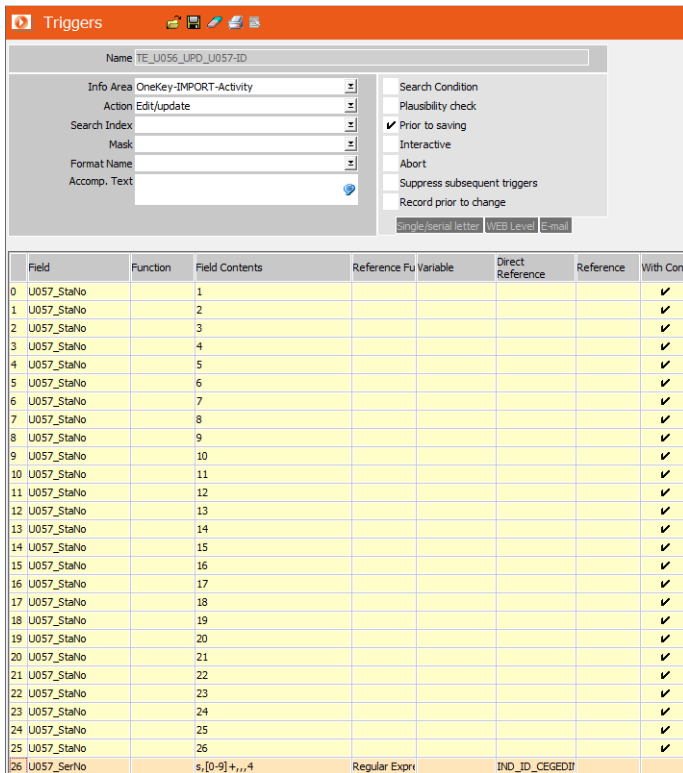 Triggers
Name TE_U056_UPD_U057-ID
Info Area OneKey-IMPORT-Activity
Action Edit/update
Search Index
Mask
Format Name
Accomp. Text
Search Condition
Plausibility check
Prior to saving
Interactive
Abort
Suppress subsequent triggers
Record prior to change
Single/serial letter WEB Level E-mail
Field Function Field Contents Reference Fu Variable Direct Reference Reference With Con
0 U057_StaNo 1
1 U057_StaNo 2
2 U057_StaNo 3
3 U057_StaNo 4
4 U057_StaNo 5
5 U057_StaNo 6
6 U057_StaNo 7
7 U057_StaNo 8
8 U057_StaNo 9
9 U057_StaNo 10
10 U057_StaNo 11
11 U057_StaNo 12
12 U057_StaNo 13
13 U057_StaNo 14
14 U057_StaNo 15
15 U057_StaNo 16
16 U057_StaNo 17
17 U057_StaNo 18
18 U057_StaNo 19
19 U057_StaNo 20
20 U057_StaNo 21
21 U057_StaNo 22
22 U057_StaNo 23
23 U057_StaNo 24
24 U057_StaNo 25
25 U057_StaNo 26
26 U057_SerNo s,[0-9]+,,,4 Regular Expre IND_ID_CEGEDI